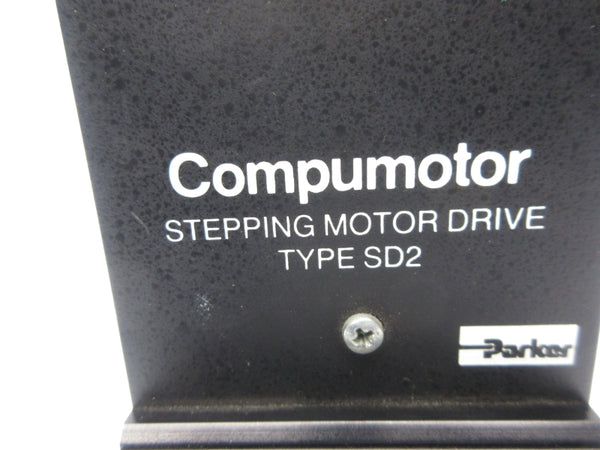 Compumotor
STEPPING MOTOR DRIVE
TYPE SD2
Parker